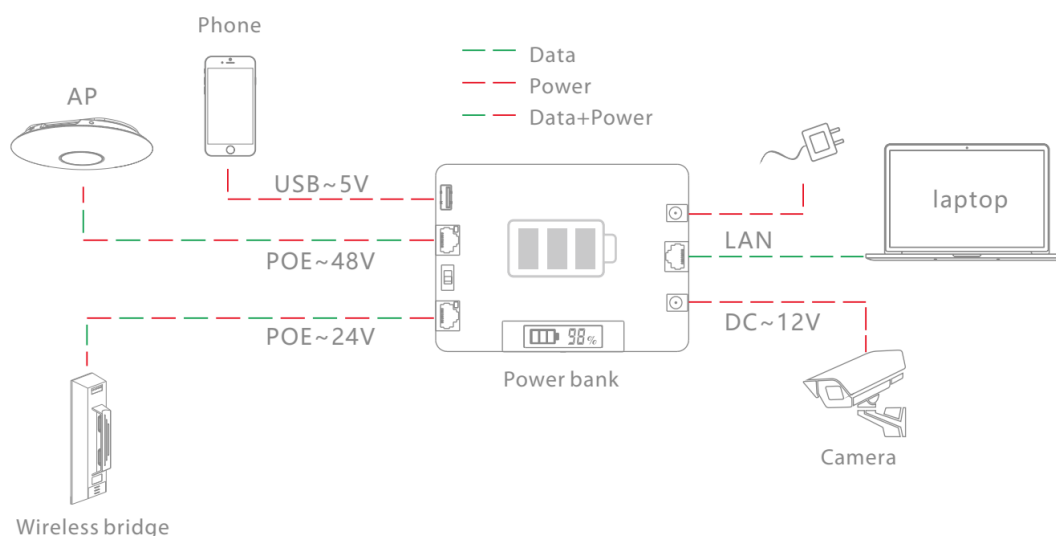 Phone
Data
Power
Data+Power
AP
USB~5V
laptop
LAN
POE~48V
POE~24V
DC~12V
98%
Power bank
Camera
Wireless bridge